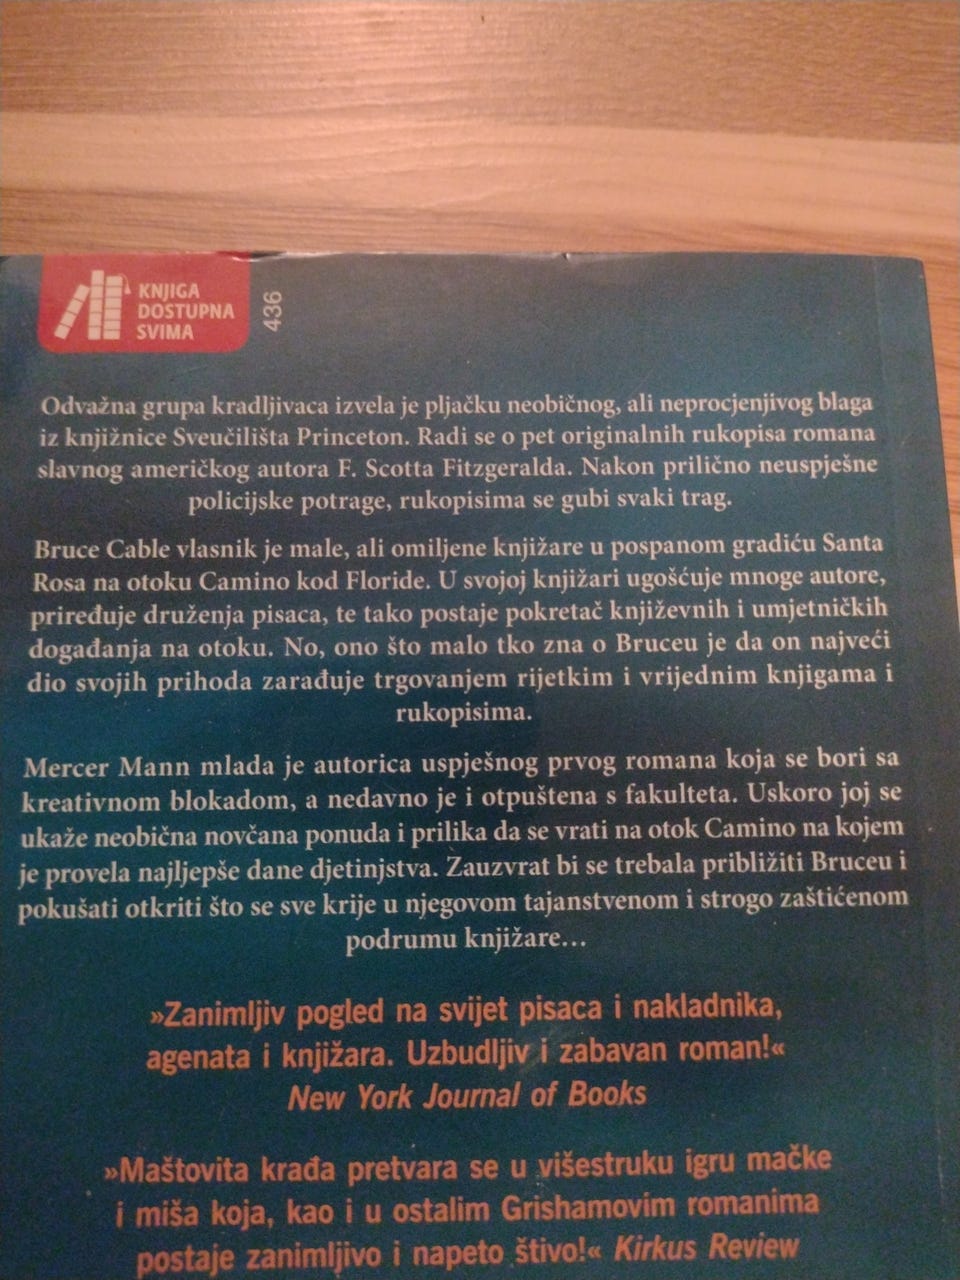 KNJIGA
DOSTUPNA
SVIMA
436
Odvažna grupa kradljivaca izvela je pljačku neobičnog, ali neprocjenjivog blaga
iz knjižnice Sveučilišta Princeton. Radi se o pet originalnih rukopisa romana
slavnog američkog autora F. Scotta Fitzgeralda. Nakon prilično neuspješne
policijske potrage, rukopisima se gubi svaki trag.
Bruce Cable vlasnik je male, ali omiljene knjižare u pospanom gradiću Santa
Rosa na otoku Camino kod Floride. U svojoj knjižari ugošćuje mnoge autore,
priređuje druženja pisaca, te tako postaje pokretač književnih i umjetničkih
događanja na otoku. No, ono što malo tko zna o Bruceu je da on najveći
dio svojih prihoda zarađuje trgovanjem rijetkim i vrijednim knjigama i
rukopisima.
Mercer Mann mlada je autorica uspješnog prvog romana koja se bori sa
kreativnom blokadom, a nedavno je i otpuštena s fakulteta. Uskoro joj se
ukaže neobična novčana ponuda i prilika da se vrati na otok Camino na kojem
je provela najljepše dane djetinjstva. Zauzvrat bi se trebala približiti Bruceu i
pokušati otkriti što se sve krije u njegovom tajanstvenom i strogo zaštićenom
podrumu knjižare...
»Zanimljiv pogled na svijet pisaca i nakladnika,
agenata i knjižara. Uzbudljiv i zabavan roman!«
New York Journal of Books
»Maštovita krađa pretvara se u višestruku igru mačke
i miša koja, kao i u ostalim Grishamovim romanima
postaje zanimljivo i napeto štivo!« Kirkus Review